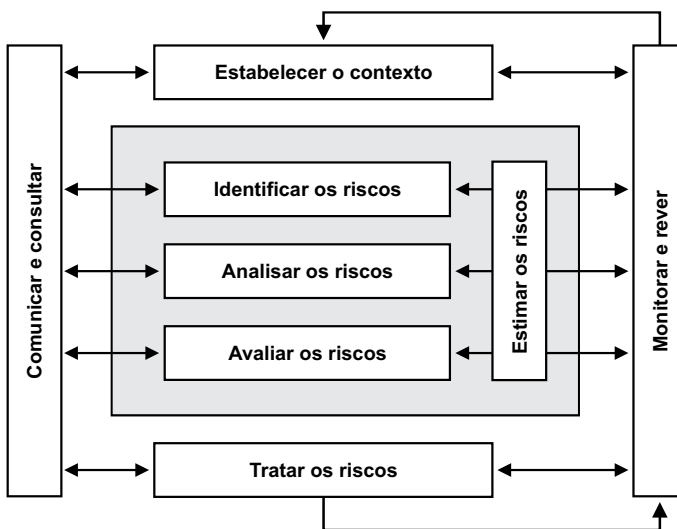 Estabelecer o contexto
Comunicar e consultar
Identificar os riscos
Analisar os riscos
Avaliar os riscos
Estimar os riscos
Monitorar e rever
Tratar os riscos